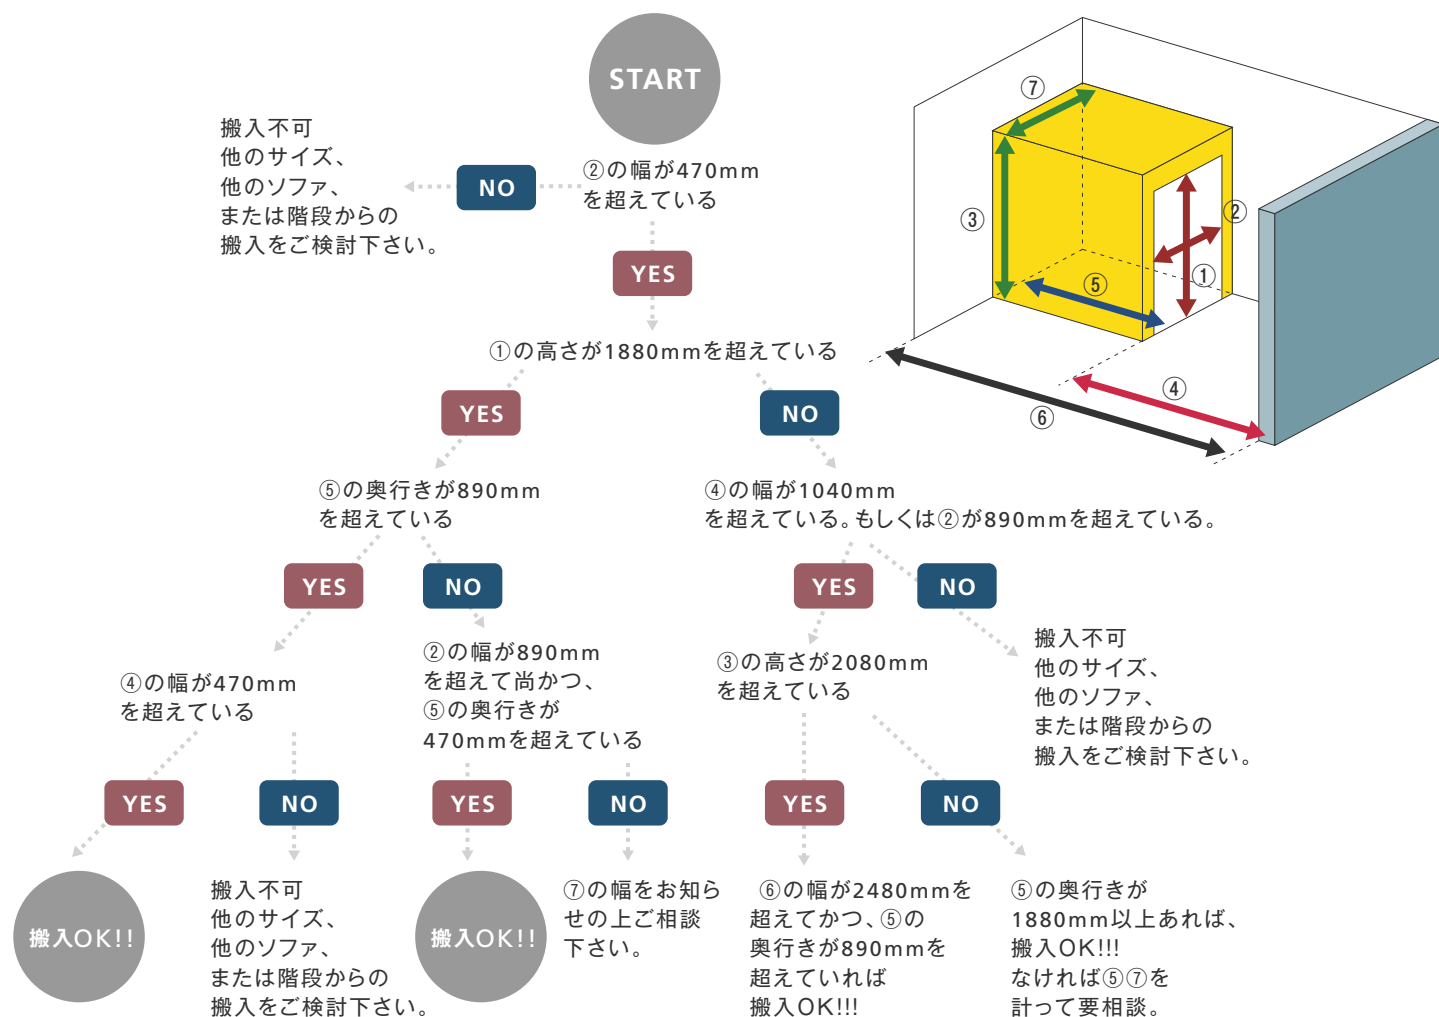 START
搬入不可
他のサイズ、
他のソファ、
または階段からの
搬入をご検討下さい。
NO
②の幅が470mm
を超えている
YES
①の高さが1880mmを超えている
YES
NO
⑤の奥行きが890mm
を超えている
④の幅が1040mm
を超えている。もしくは②が890mmを超えている。
YES
NO
YES
NO
④の幅が470mm
を超えている
②の幅が890mm
を超えて尚かつ、
⑤の奥行きが
470mmを超えている
③の高さが2080mm
を超えている
搬入不可
他のサイズ、
他のソファ、
または階段からの
搬入をご検討下さい。
YES
NO
YES
NO
YES
NO
搬入OK!!
搬入不可
他のサイズ、
他のソファ、
または階段からの
搬入をご検討下さい。
搬入OK!!
⑦の幅をお知ら
せの上ご相談
下さい。
⑥の幅が2480mmを
超えてかつ、⑤の
奥行きが890mmを
超えていれば
搬入OK!!!
⑤の奥行きが
1880mm以上あれば、
搬入OK!!!
なければ⑤⑦を
計って要相談。
⑦
③
②
①
⑤
④
⑥